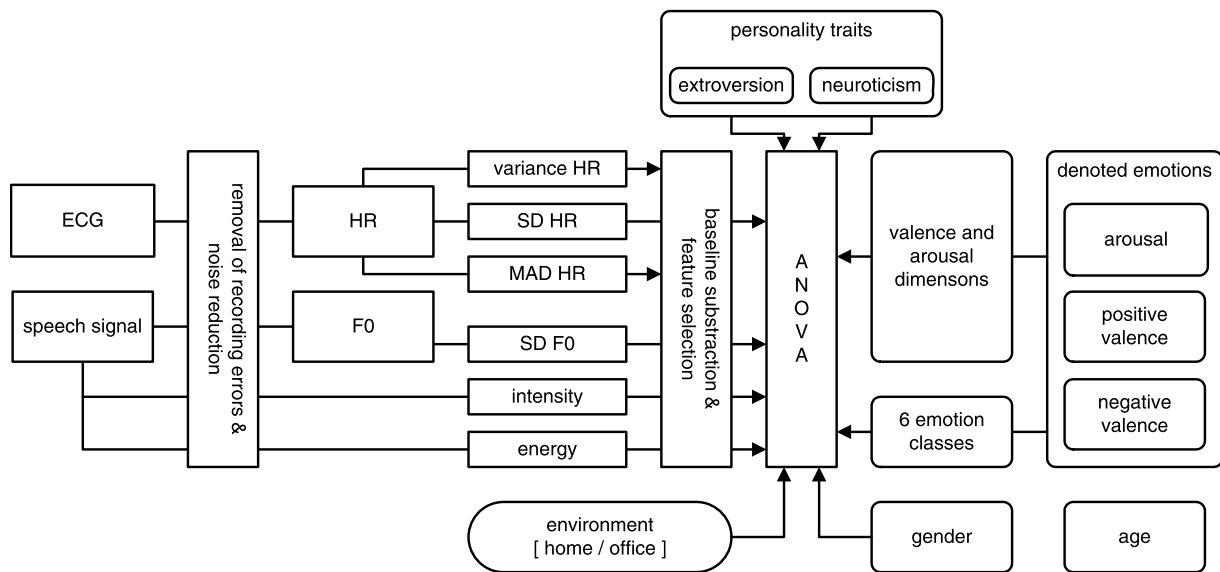 personality traits
extroversion
neuroticism
ECG
speech signal
removal of recording errors &
noise reduction
HR
F0
variance HR
SD HR
MAD HR
SD F0
intensity
energy
baseline substraction &
feature selection
A
N
O
V
A
valence and
arousal
dimensons
6 emotion
classes
denoted emotions
arousal
positive
valence
negative
valence
environment
[ home / office ]
gender
age